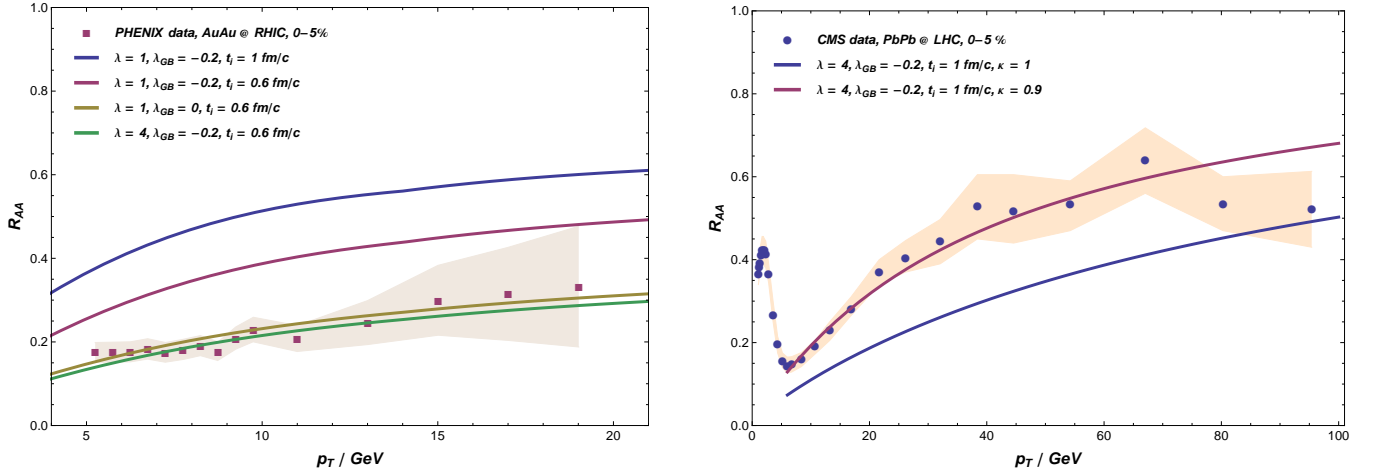 1.0
0.8
0.6
0.4
0.2
0.0
R_AA
PHENIX data, AuAu @ RHIC, 0–5%
λ = 1, λ_GB = −0.2, t_i = 1 fm/c
λ = 1, λ_GB = −0.2, t_i = 0.6 fm/c
λ = 1, λ_GB = 0, t_i = 0.6 fm/c
λ = 4, λ_GB = −0.2, t_i = 0.6 fm/c
5 10 15 20
p_T / GeV
1.0
0.8
0.6
0.4
0.2
0.0
R_AA
CMS data, PbPb @ LHC, 0–5 %
λ = 4, λ_GB = −0.2, t_i = 1 fm/c, κ = 1
λ = 4, λ_GB = −0.2, t_i = 1 fm/c, κ = 0.9
0 20 40 60 80 100
p_T / GeV